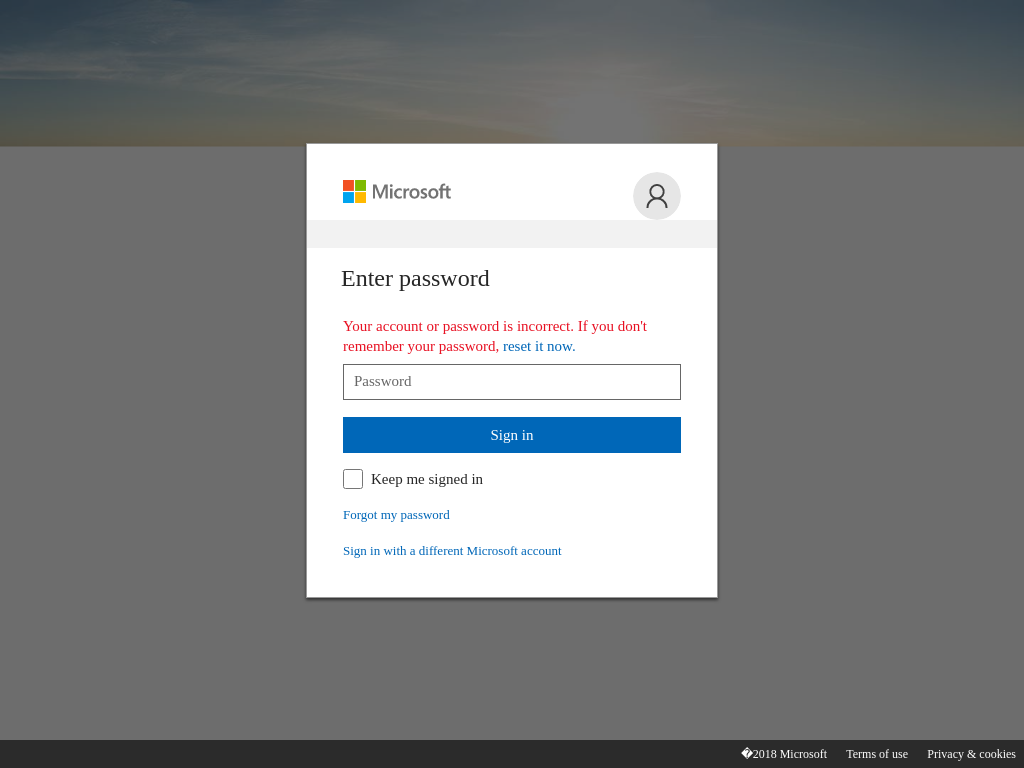 Microsoft
Enter password
Your account or password is incorrect. If you don't
remember your password, reset it now.
Password
Sign in
Keep me signed in
Forgot my password
Sign in with a different Microsoft account
�2018 Microsoft Terms of use Privacy & cookies